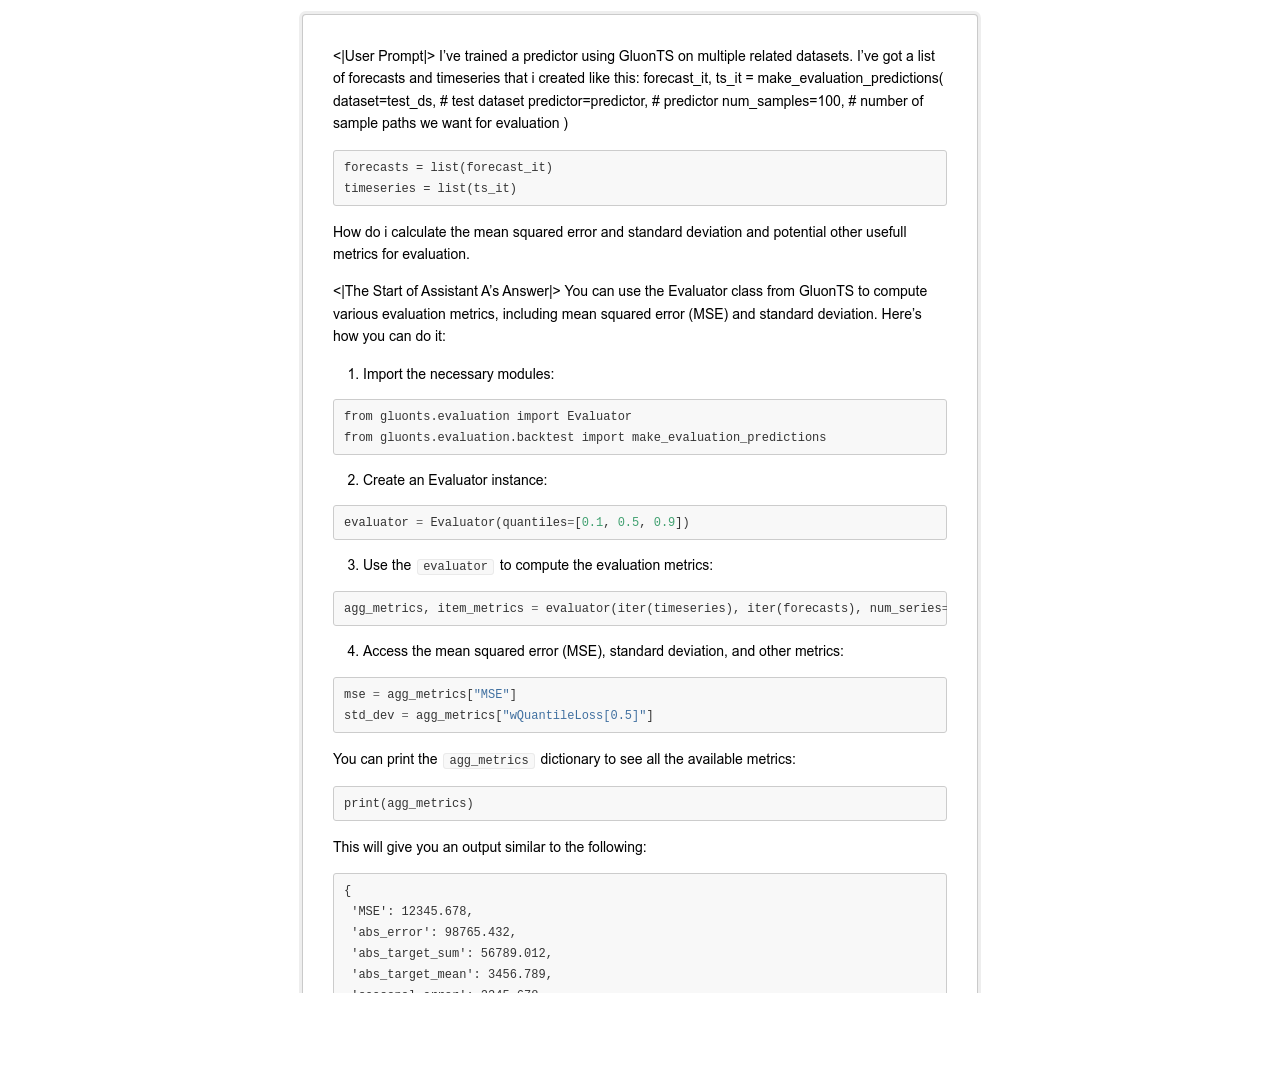 <|User Prompt|> I’ve trained a predictor using GluonTS on multiple related datasets. I’ve got a list
of forecasts and timeseries that i created like this: forecast_it, ts_it = make_evaluation_predictions(
dataset=test_ds, # test dataset predictor=predictor, # predictor num_samples=100, # number of
sample paths we want for evaluation )
forecasts = list(forecast_it)
timeseries = list(ts_it)
How do i calculate the mean squared error and standard deviation and potential other usefull
metrics for evaluation.
<|The Start of Assistant A’s Answer|> You can use the Evaluator class from GluonTS to compute
various evaluation metrics, including mean squared error (MSE) and standard deviation. Here’s
how you can do it:
1. Import the necessary modules:
from gluonts.evaluation import Evaluator
from gluonts.evaluation.backtest import make_evaluation_predictions
2. Create an Evaluator instance:
evaluator = Evaluator(quantiles=[0.1, 0.5, 0.9])
3. Use the evaluator to compute the evaluation metrics:
agg_metrics, item_metrics = evaluator(iter(timeseries), iter(forecasts), num_series=
4. Access the mean squared error (MSE), standard deviation, and other metrics:
mse = agg_metrics["MSE"]
std_dev = agg_metrics["wQuantileLoss[0.5]"]
You can print the agg_metrics dictionary to see all the available metrics:
print(agg_metrics)
This will give you an output similar to the following:
{
'MSE': 12345.678,
'abs_error': 98765.432,
'abs_target_sum': 56789.012,
'abs_target_mean': 3456.789,